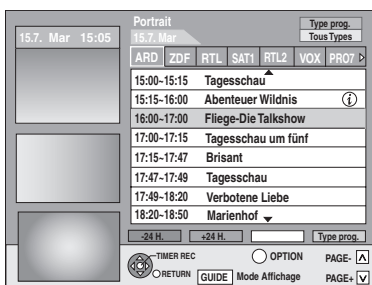 Portrait Type prog.
15.7. Mar 15:05 15.7. Mar Tous Types
ARD ZDF RTL SAT1 RTL2 VOX PRO7
15:00~15:15 Tagesschau
15:15~16:00 Abenteuer Wildnis i
16:00~17:00 Fliege-Die Talkshow
17:00~17:15 Tagesschau um fünf
17:15~17:47 Brisant
17:47~17:49 Tagesschau
17:49~18:20 Verbotene Liebe
18:20~18:50 Marienhof
-24 H. +24 H. Type prog.
TIMER REC OPTION PAGE-
RETURN GUIDE Mode Affichage PAGE+